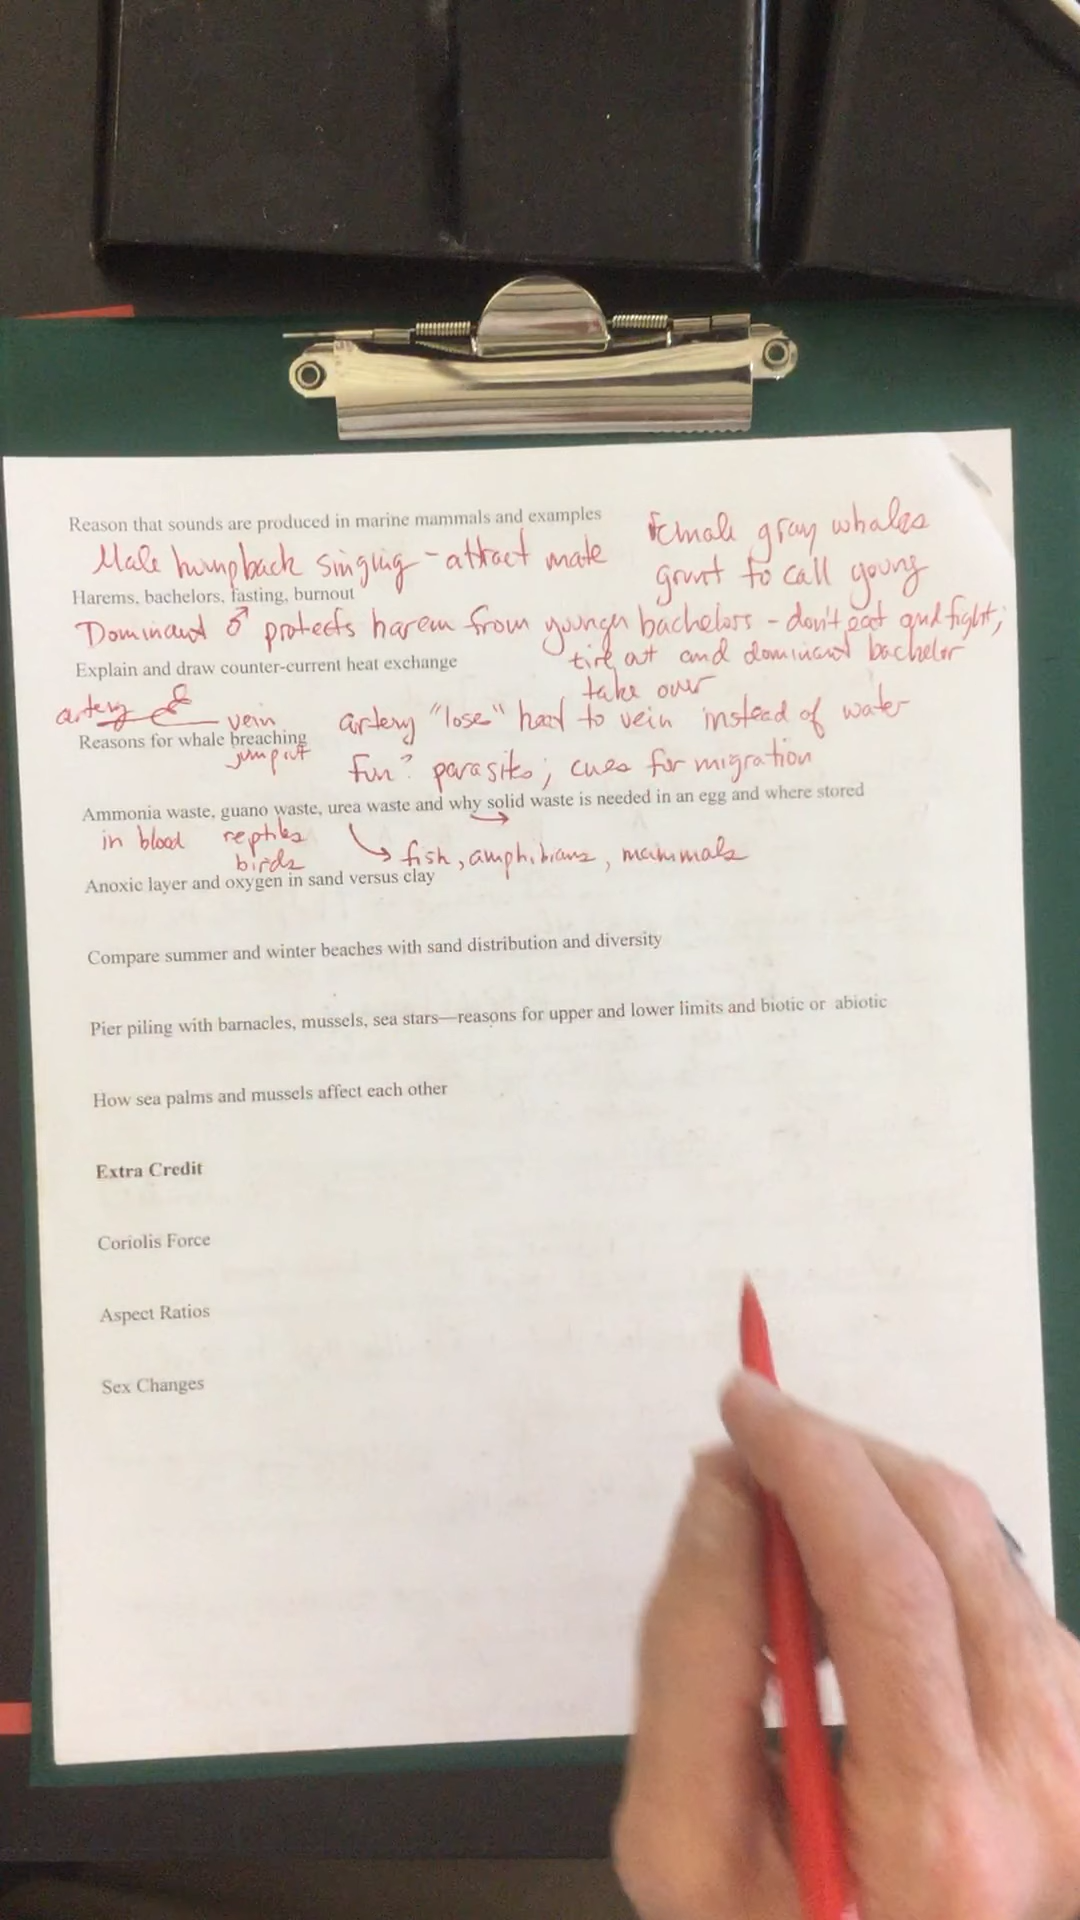 Reason that sounds are produced in marine mammals and examples
Male humpback singing - attract mate
Female gray whales
grunt to call young
Harems, bachelors, fasting, burnout
Dominant ♂ protects harem from younger bachelors - don't eat and fight;
tire out and dominant bachelor
take over
Explain and draw counter-current heat exchange
artery
vein
artery "lose" heat to vein instead of water
Reasons for whale breaching
jump out
Fun? parasites; cues for migration
Ammonia waste, guano waste, urea waste and why solid waste is needed in an egg and where stored
in blood
reptiles
birds
fish, amphibians, mammals
Anoxic layer and oxygen in sand versus clay
Compare summer and winter beaches with sand distribution and diversity
Pier piling with barnacles, mussels, sea stars—reasons for upper and lower limits and biotic or abiotic
How sea palms and mussels affect each other
Extra Credit
Coriolis Force
Aspect Ratios
Sex Changes